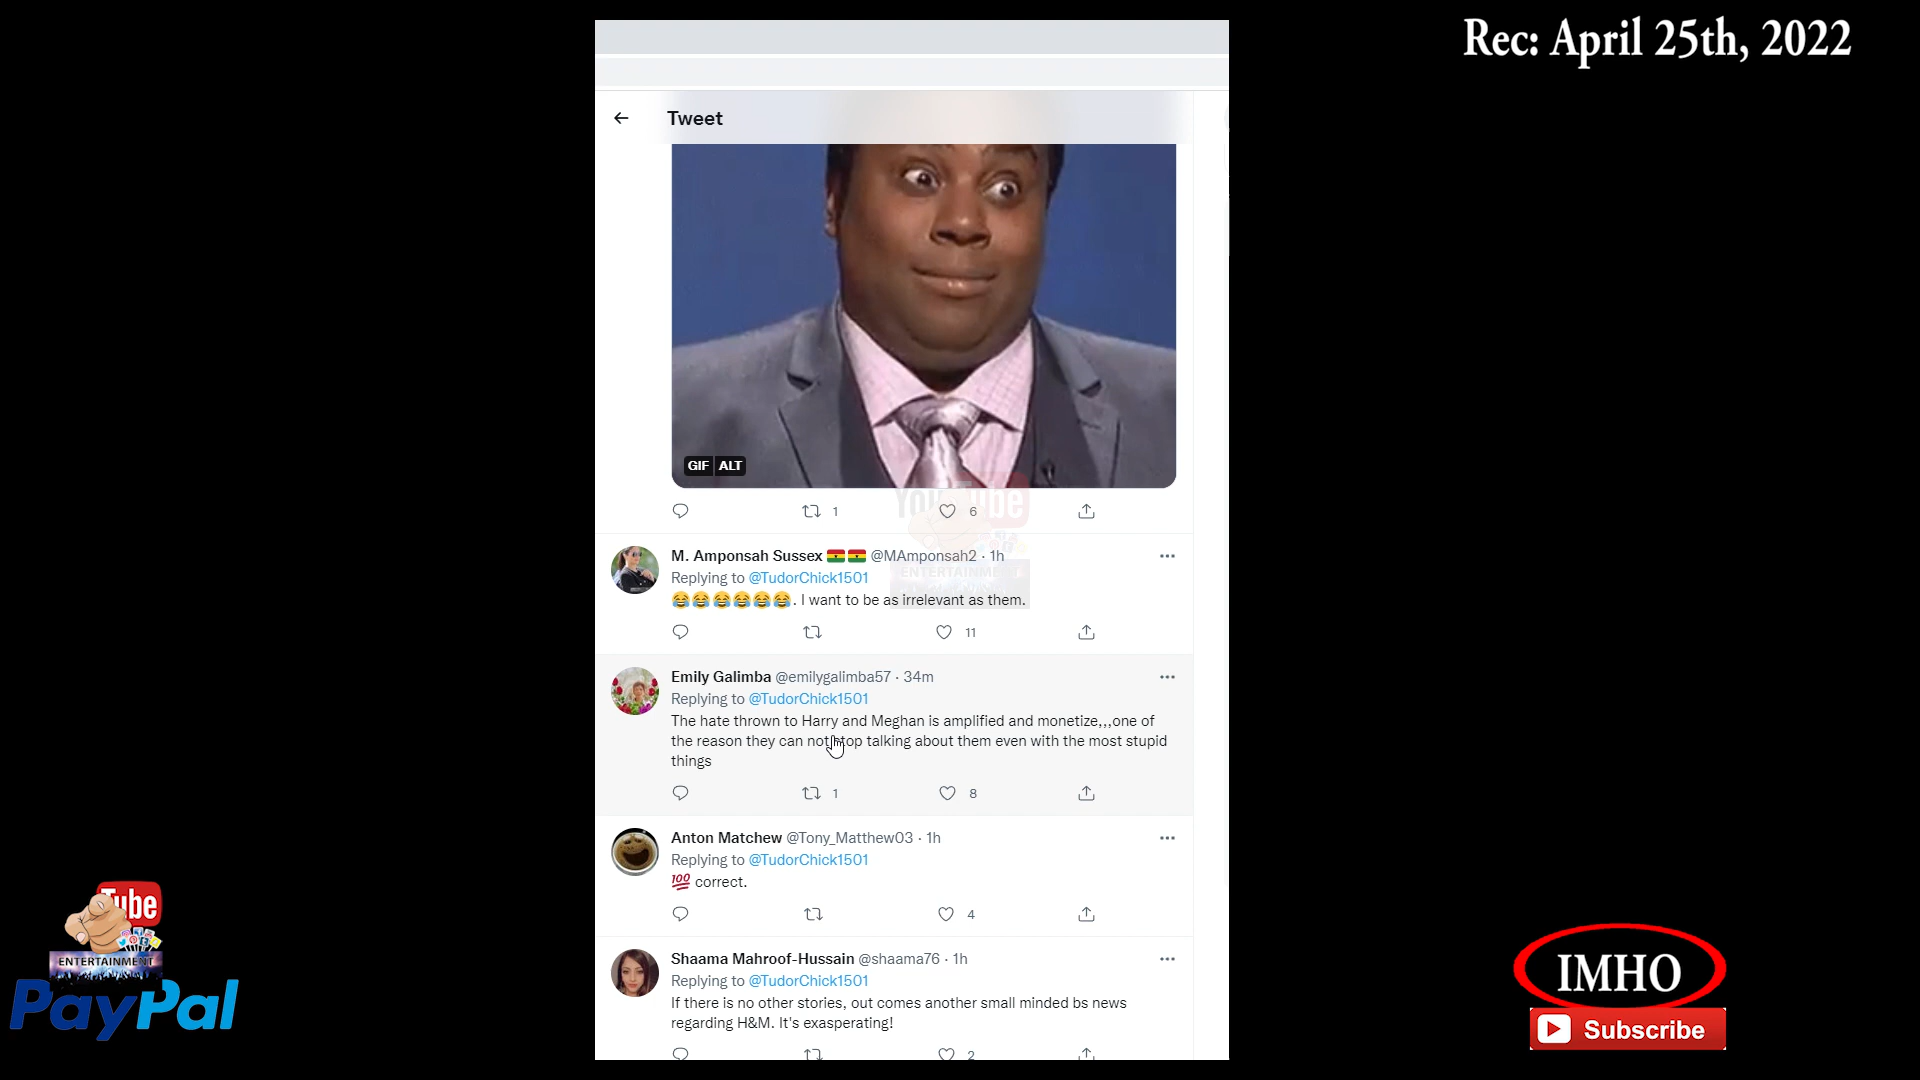 Rec: April 25th, 2022
Tweet
GIF ALT
1 6
YouTube
ENTERTAINMENT
M. Amponsah Sussex 🇬🇭🇬🇭 @MAmponsah2 · 1h
Replying to @TudorChick1501
😂😂😂😂😂😂. I want to be as irrelevant as them.
11
Emily Galimba @emilygalimba57 · 34m
Replying to @TudorChick1501
The hate thrown to Harry and Meghan is amplified and monetize,,,one of
the reason they can not stop talking about them even with the most stupid
things
1 8
Anton Matchew @Tony_Matthew03 · 1h
Replying to @TudorChick1501
💯 correct.
4
Shaama Mahroof-Hussain @shaama76 · 1h
Replying to @TudorChick1501
If there is no other stories, out comes another small minded bs news
regarding H&M. It's exasperating!
2
Tube
ENTERTAINMENT
PayPal
IMHO
Subscribe